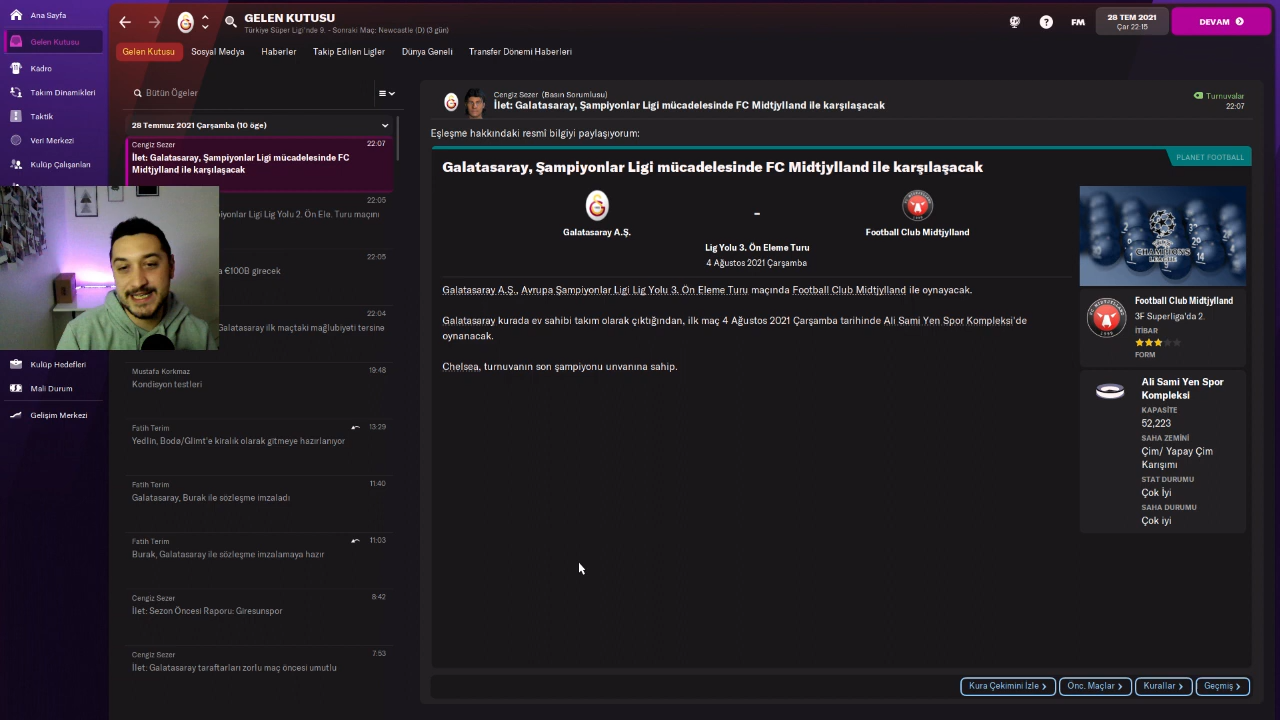 Ana Sayfa
Gelen Kutusu
Kadro
Takım Dinamikleri
Taktik
Veri Merkezi
Kulüp Çalışanları
Kulüp Hedefleri
Mali Durum
Gelişim Merkezi
GELEN KUTUSU
Türkiye Süper Ligi'nde 9. - Sonraki Maç: Newcastle (D) (3 gün)
FM
28 TEM 2021
Çar 22:15
DEVAM
Gelen Kutusu
Sosyal Medya
Haberler
Takip Edilen Ligler
Dünya Geneli
Transfer Dönemi Haberleri
Bütün Ögeler
28 Temmuz 2021 Çarşamba (10 öge)
Cengiz Sezer 22:07
İlet: Galatasaray, Şampiyonlar Ligi mücadelesinde FC
Midtjylland ile karşılaşacak
22:05
Ligi Lig Yolu 2. Ön Ele. Turu maçını
22:05
€100B girecek
22:04
Galatasaray ilk maçtaki mağlubiyeti tersine
Mustafa Korkmaz 19:48
Kondisyon testleri
Fatih Terim 13:29
Yedlin, Bodø/Glimt'e kiralık olarak gitmeye hazırlanıyor
Fatih Terim 11:40
Galatasaray, Burak ile sözleşme imzaladı
Fatih Terim 11:03
Burak, Galatasaray ile sözleşme imzalamaya hazır
Cengiz Sezer 8:42
İlet: Sezon Öncesi Raporu: Giresunspor
Cengiz Sezer 7:53
İlet: Galatasaray taraftarları zorlu maç öncesi umutlu
Cengiz Sezer (Basın Sorumlusu)
İlet: Galatasaray, Şampiyonlar Ligi mücadelesinde FC Midtjylland ile karşılaşacak
Turnuvalar
22:07
Eşleşme hakkındaki resmî bilgiyi paylaşıyorum:
PLANET FOOTBALL
Galatasaray, Şampiyonlar Ligi mücadelesinde FC Midtjylland ile karşılaşacak
-
Galatasaray A.Ş.
Football Club Midtjylland
Lig Yolu 3. Ön Eleme Turu
4 Ağustos 2021 Çarşamba
Galatasaray A.Ş., Avrupa Şampiyonlar Ligi Lig Yolu 3. Ön Eleme Turu maçında Football Club Midtjylland ile oynayacak.
Galatasaray kurada ev sahibi takım olarak çıktığından, ilk maç 4 Ağustos 2021 Çarşamba tarihinde Ali Sami Yen Spor Kompleksi'de
oynanacak.
Chelsea, turnuvanın son şampiyonu unvanına sahip.
CHAMPIONS
LEAGUE
Football Club Midtjylland
3F Superliga'da 2.
İTİBAR
FORM
Ali Sami Yen Spor
Kompleksi
KAPASİTE
52,223
SAHA ZEMİNİ
Çim/ Yapay Çim
Karışımı
STAT DURUMU
Çok İyi
SAHA DURUMU
Çok iyi
Kura Çekimini İzle
Önc. Maçlar
Kurallar
Geçmiş